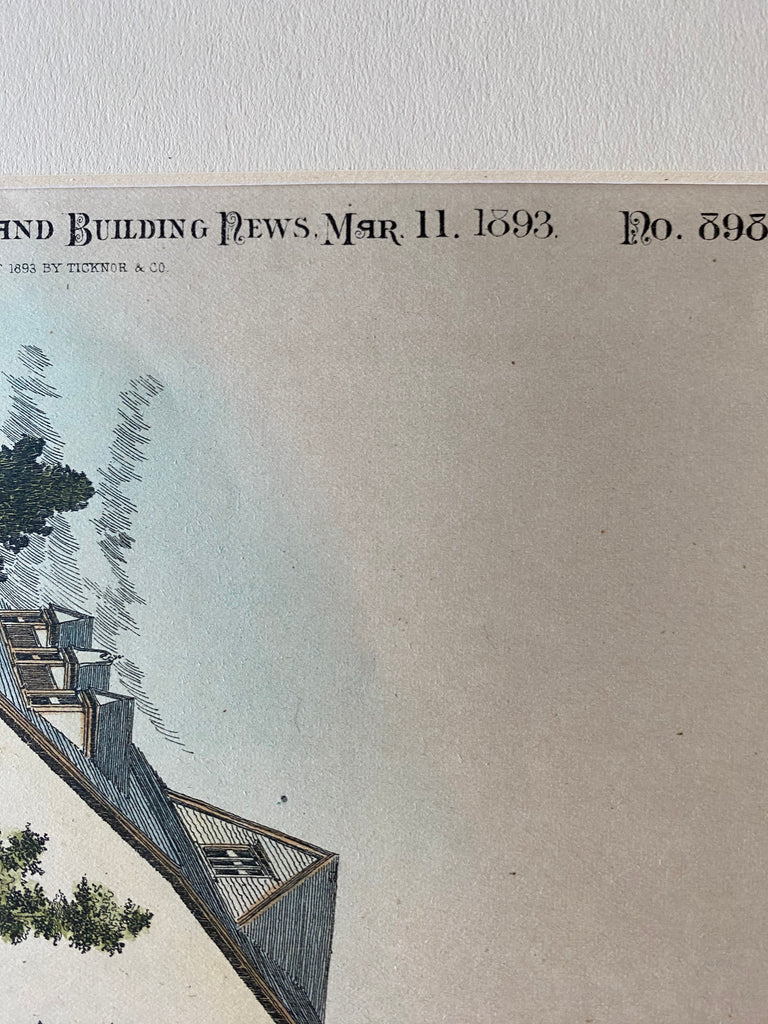 AND BUILDING NEWS. MAR. 11. 1893. No. 898
1893 BY TICKNOR & CO.